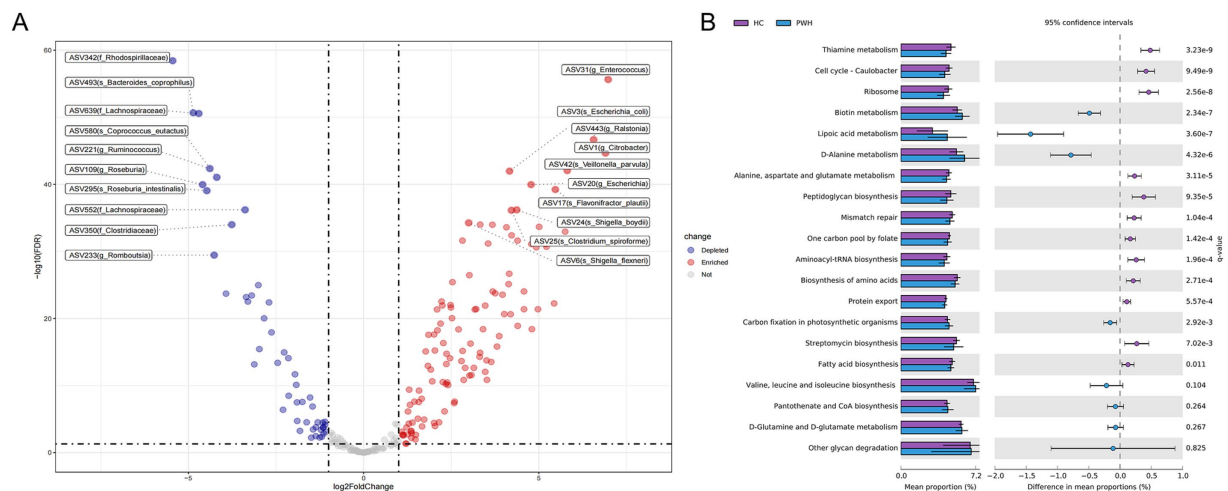 A
60
40
20
0
−5
0
5
−log10(FDR)
log2FoldChange
ASV342(f_Rhodospirillaceae)
ASV493(s_Bacteroides_coprophilus)
ASV639(f_Lachnospiraceae)
ASV580(s_Coprococcus_eutactus)
ASV221(g_Ruminococcus)
ASV109(g_Roseburia)
ASV295(s_Roseburia_intestinalis)
ASV552(f_Lachnospiraceae)
ASV350(f_Clostridiaceae)
ASV233(g_Romboutsia)
ASV31(g_Enterococcus)
ASV3(s_Escherichia_coli)
ASV443(g_Ralstonia)
ASV1(g_Citrobacter)
ASV42(s_Veillonella_parvula)
ASV20(g_Escherichia)
ASV17(s_Flavonifractor_plautii)
ASV24(s_Shigella_boydii)
ASV25(s_Clostridium_spiroforme)
ASV6(s_Shigella_flexneri)
change
Depleted
Enriched
Not
B
HC PWH
95% confidence intervals
Thiamine metabolism 3.23e-9
Cell cycle - Caulobacter 9.49e-9
Ribosome 2.56e-8
Biotin metabolism 2.34e-7
Lipoic acid metabolism 3.60e-7
D-Alanine metabolism 4.32e-6
Alanine, aspartate and glutamate metabolism 3.11e-5
Peptidoglycan biosynthesis 9.35e-5
Mismatch repair 1.04e-4
One carbon pool by folate 1.42e-4
Aminoacyl-tRNA biosynthesis 1.96e-4
Biosynthesis of amino acids 2.71e-4
Protein export 5.57e-4
Carbon fixation in photosynthetic organisms 2.92e-3
Streptomycin biosynthesis 7.02e-3
Fatty acid biosynthesis 0.011
Valine, leucine and isoleucine biosynthesis 0.104
Pantothenate and CoA biosynthesis 0.264
D-Glutamine and D-glutamate metabolism 0.267
Other glycan degradation 0.825
q-value
0.0 7.2 −2.0 −1.5 −1.0 −0.5 0.0 0.5 1.0
Mean proportion (%) Difference in mean proportions (%)